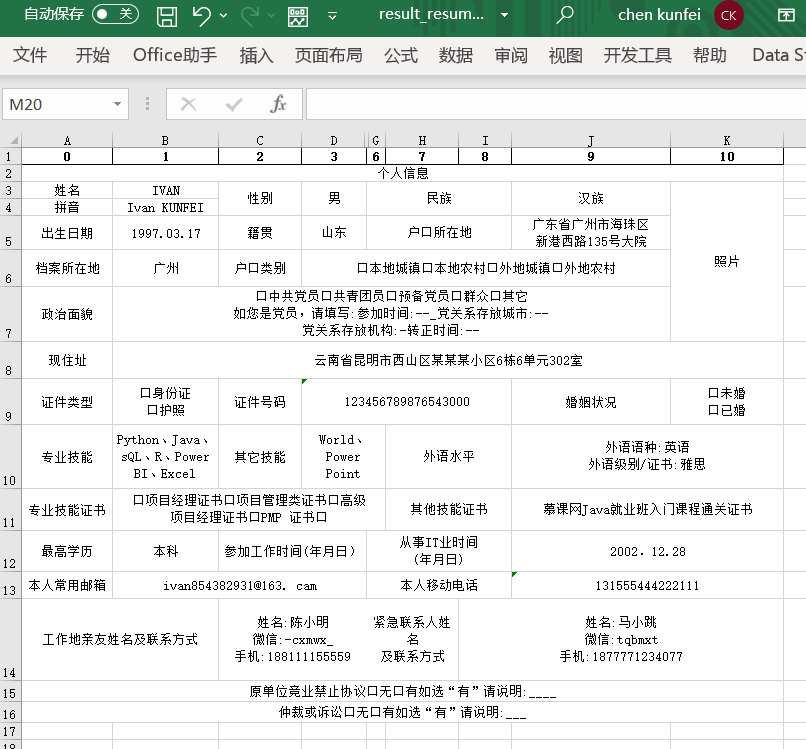 自动保存 关 result_resum... chen kunfei CK
文件 开始 Office助手 插入 页面布局 公式 数据 审阅 视图 开发工具 帮助 Data S
M20 fx
A B C D G H I J K
1 0 1 2 3 6 7 8 9 10
2 个人信息
3 姓名 IVAN 性别 男 民族 汉族 照片
4 拼音 Ivan KUNFEI
5 出生日期 1997.03.17 籍贯 山东 户口所在地 广东省广州市海珠区
新港西路135号大院
6 档案所在地 广州 户口类别 口本地城镇口本地农村口外地城镇口外地农村
口中共党员口共青团员口预备党员口群众口其它
7 政治面貌 如您是党员，请填写:参加时间:--_党关系存放城市:--
党关系存放机构:-转正时间:--
8 现住址 云南省昆明市西山区某某某小区6栋6单元302室
9 证件类型 口身份证
口护照
证件号码 123456789876543000 婚姻状况 口未婚
口已婚
10 专业技能 Python、Java、
sQL、R、Power
BI、Excel
其它技能 World、
Power
Point
外语水平 外语语种:英语
外语级别/证书:雅思
11 专业技能证书 口项目经理证书口项目管理类证书口高级
项目经理证书口PMP 证书口
其他技能证书 慕课网Java就业班入门课程通关证书
12 最高学历 本科 参加工作时间(年月日) 从事IT业时间
(年月日)
2002. 12.28
13 本人常用邮箱 ivan854382931@163. cam 本人移动电话 131555444222111
14 工作地亲友姓名及联系方式 姓名:陈小明
微信:-cxmwx_
手机:188111155559
紧急联系人姓
名
及联系方式
姓名:马小跳
微信:tqbmxt
手机:1877771234077
15 原单位竞业禁止协议口无口有如选“有”请说明:____
16 仲裁或诉讼口无口有如选“有”请说明:___
17